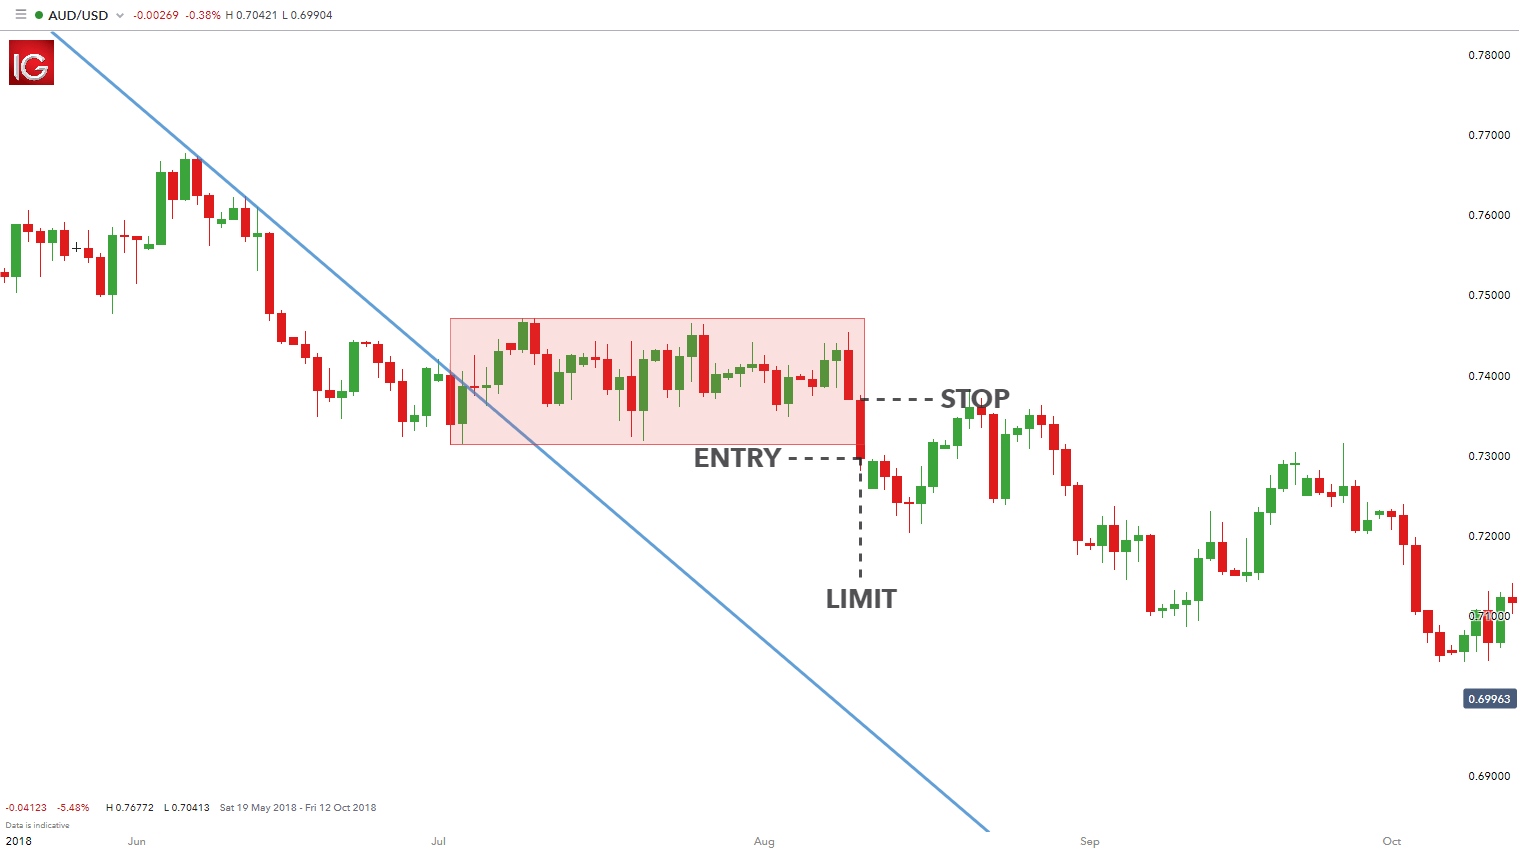 AUD/USD -0.00269 -0.38% H 0.70421 L 0.69904
IG
0.78000
0.77000
0.76000
0.75000
0.74000
STOP
ENTRY
0.73000
0.72000
LIMIT
0.71000
0.69963
0.69000
-0.04123 -5.48% H 0.76772 L 0.70413 Sat 19 May 2018 - Fri 12 Oct 2018
Data is indicative
2018 Jun Jul Aug Sep Oct